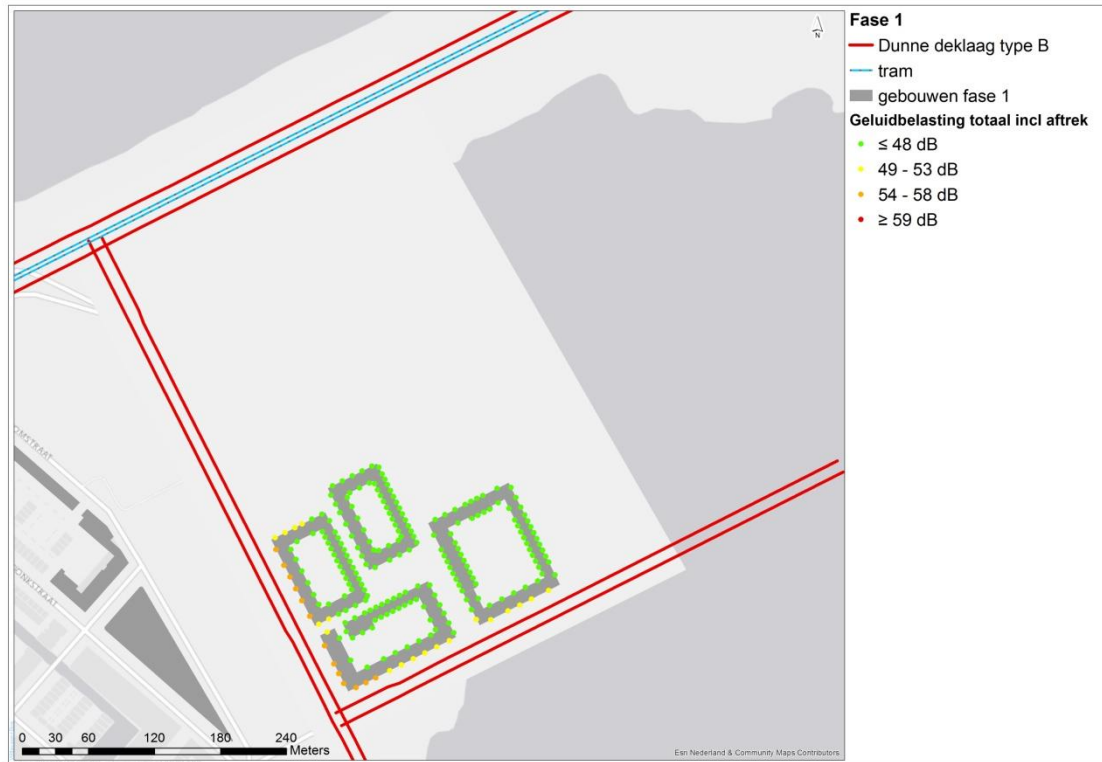 N
Fase 1
Dunne deklaag type B
tram
gebouwen fase 1
Geluidbelasting totaal incl aftrek
≤ 48 dB
49 - 53 dB
54 - 58 dB
≥ 59 dB
0 30 60 120 180 240
Meters
Esri Nederland & Community Maps Contributors